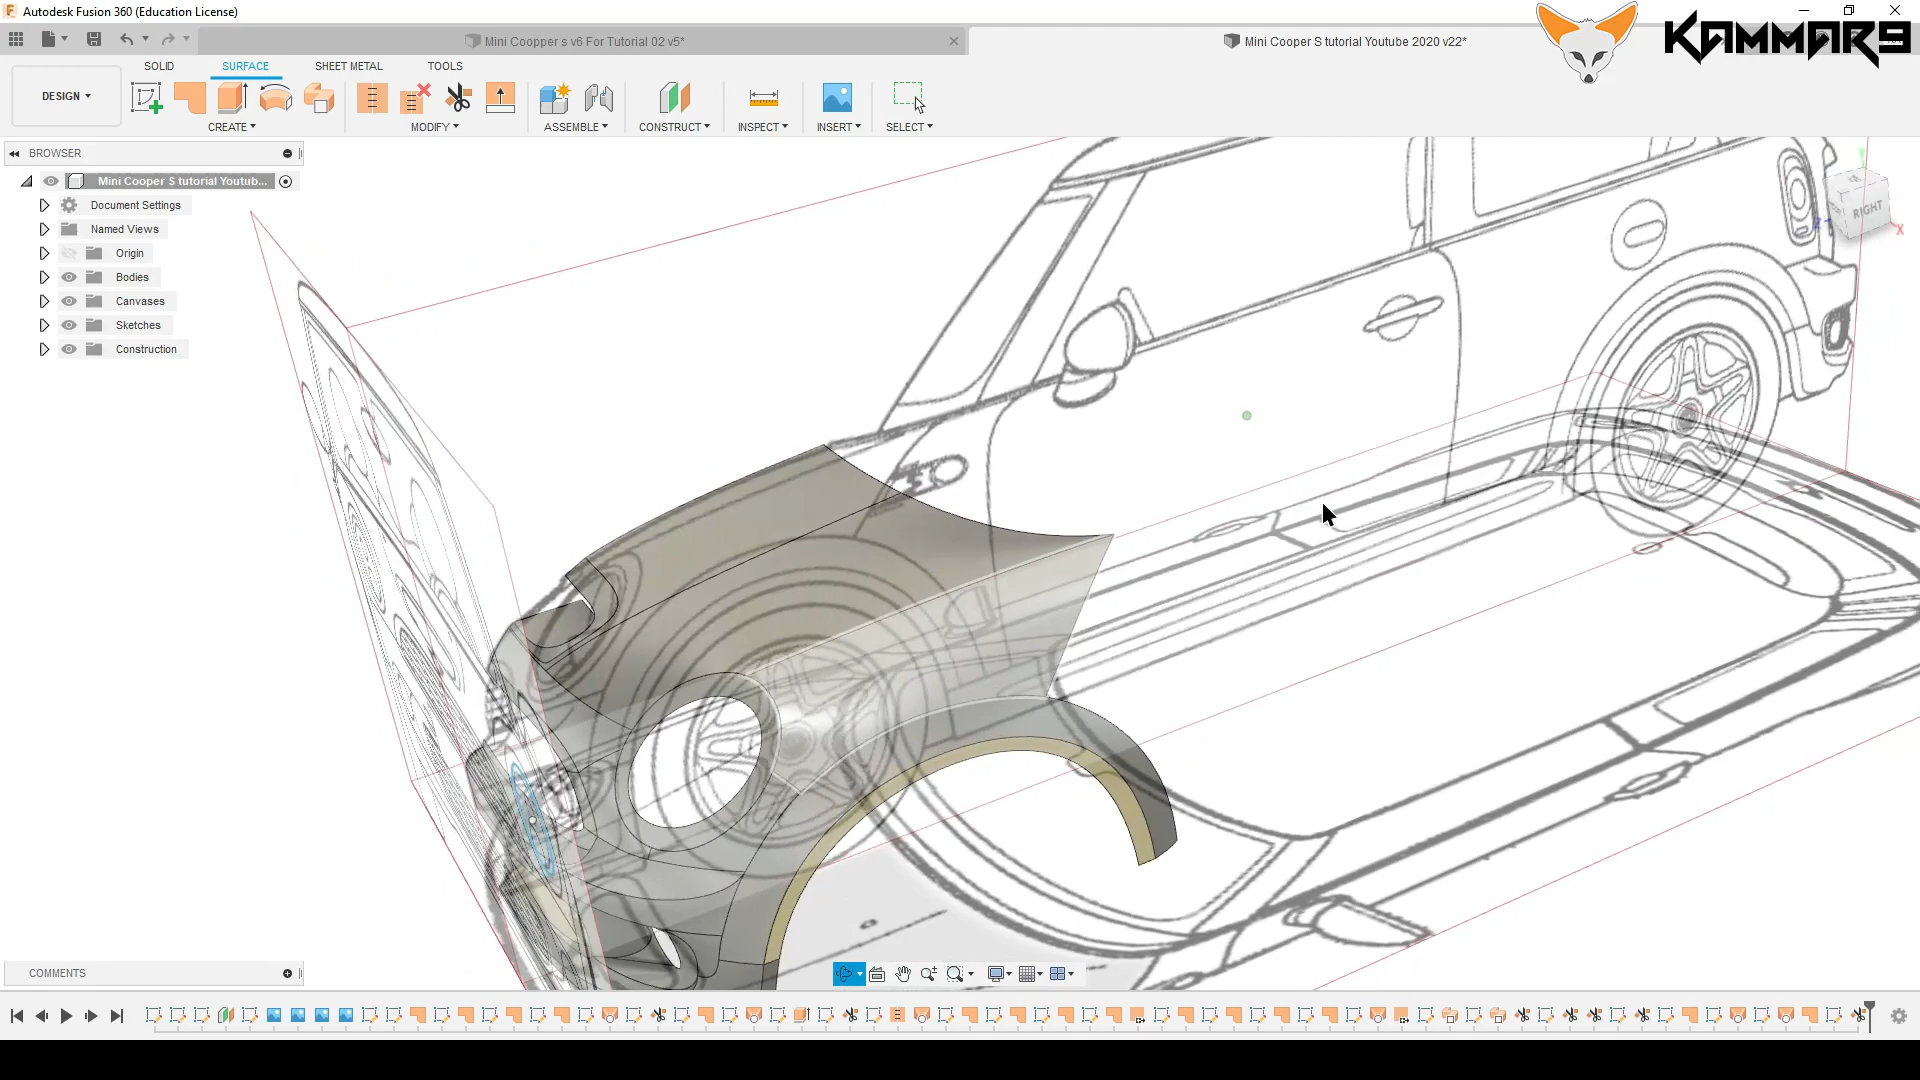 Autodesk Fusion 360 (Education License)
KAMMAR9
Mini Coopper s v6 For Tutorial 02 v5*
Mini Cooper S tutorial Youtube 2020 v22*
SOLID SURFACE SHEET METAL TOOLS
DESIGN
CREATE MODIFY ASSEMBLE CONSTRUCT INSPECT INSERT SELECT
BROWSER
Mini Cooper S tutorial Youtub...
Document Settings
Named Views
Origin
Bodies
Canvases
Sketches
Construction
RIGHT
X
COMMENTS